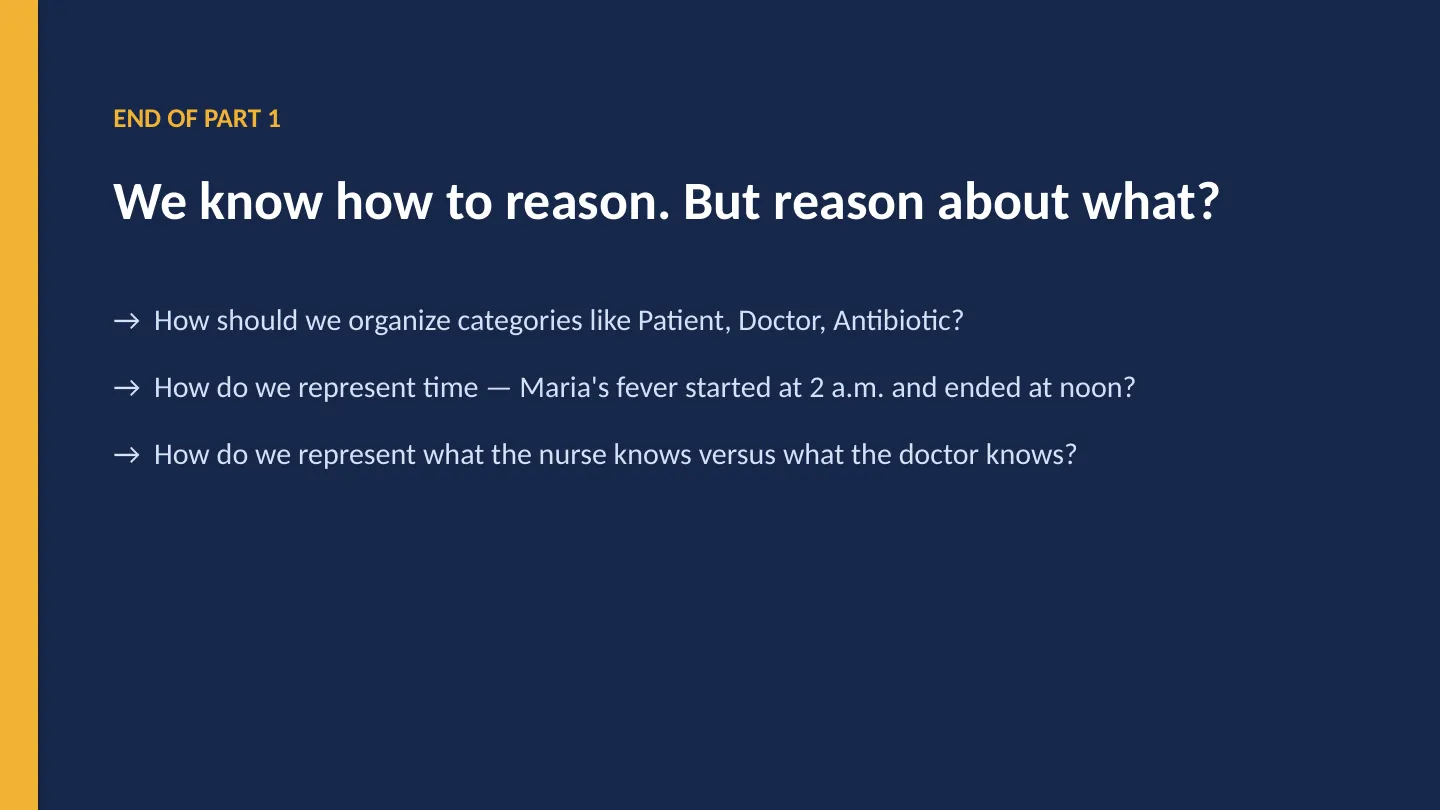 END OF PART 1
We know how to reason. But reason about what?
→ How should we organize categories like Patient, Doctor, Antibiotic?
→ How do we represent time — Maria's fever started at 2 a.m. and ended at noon?
→ How do we represent what the nurse knows versus what the doctor knows?